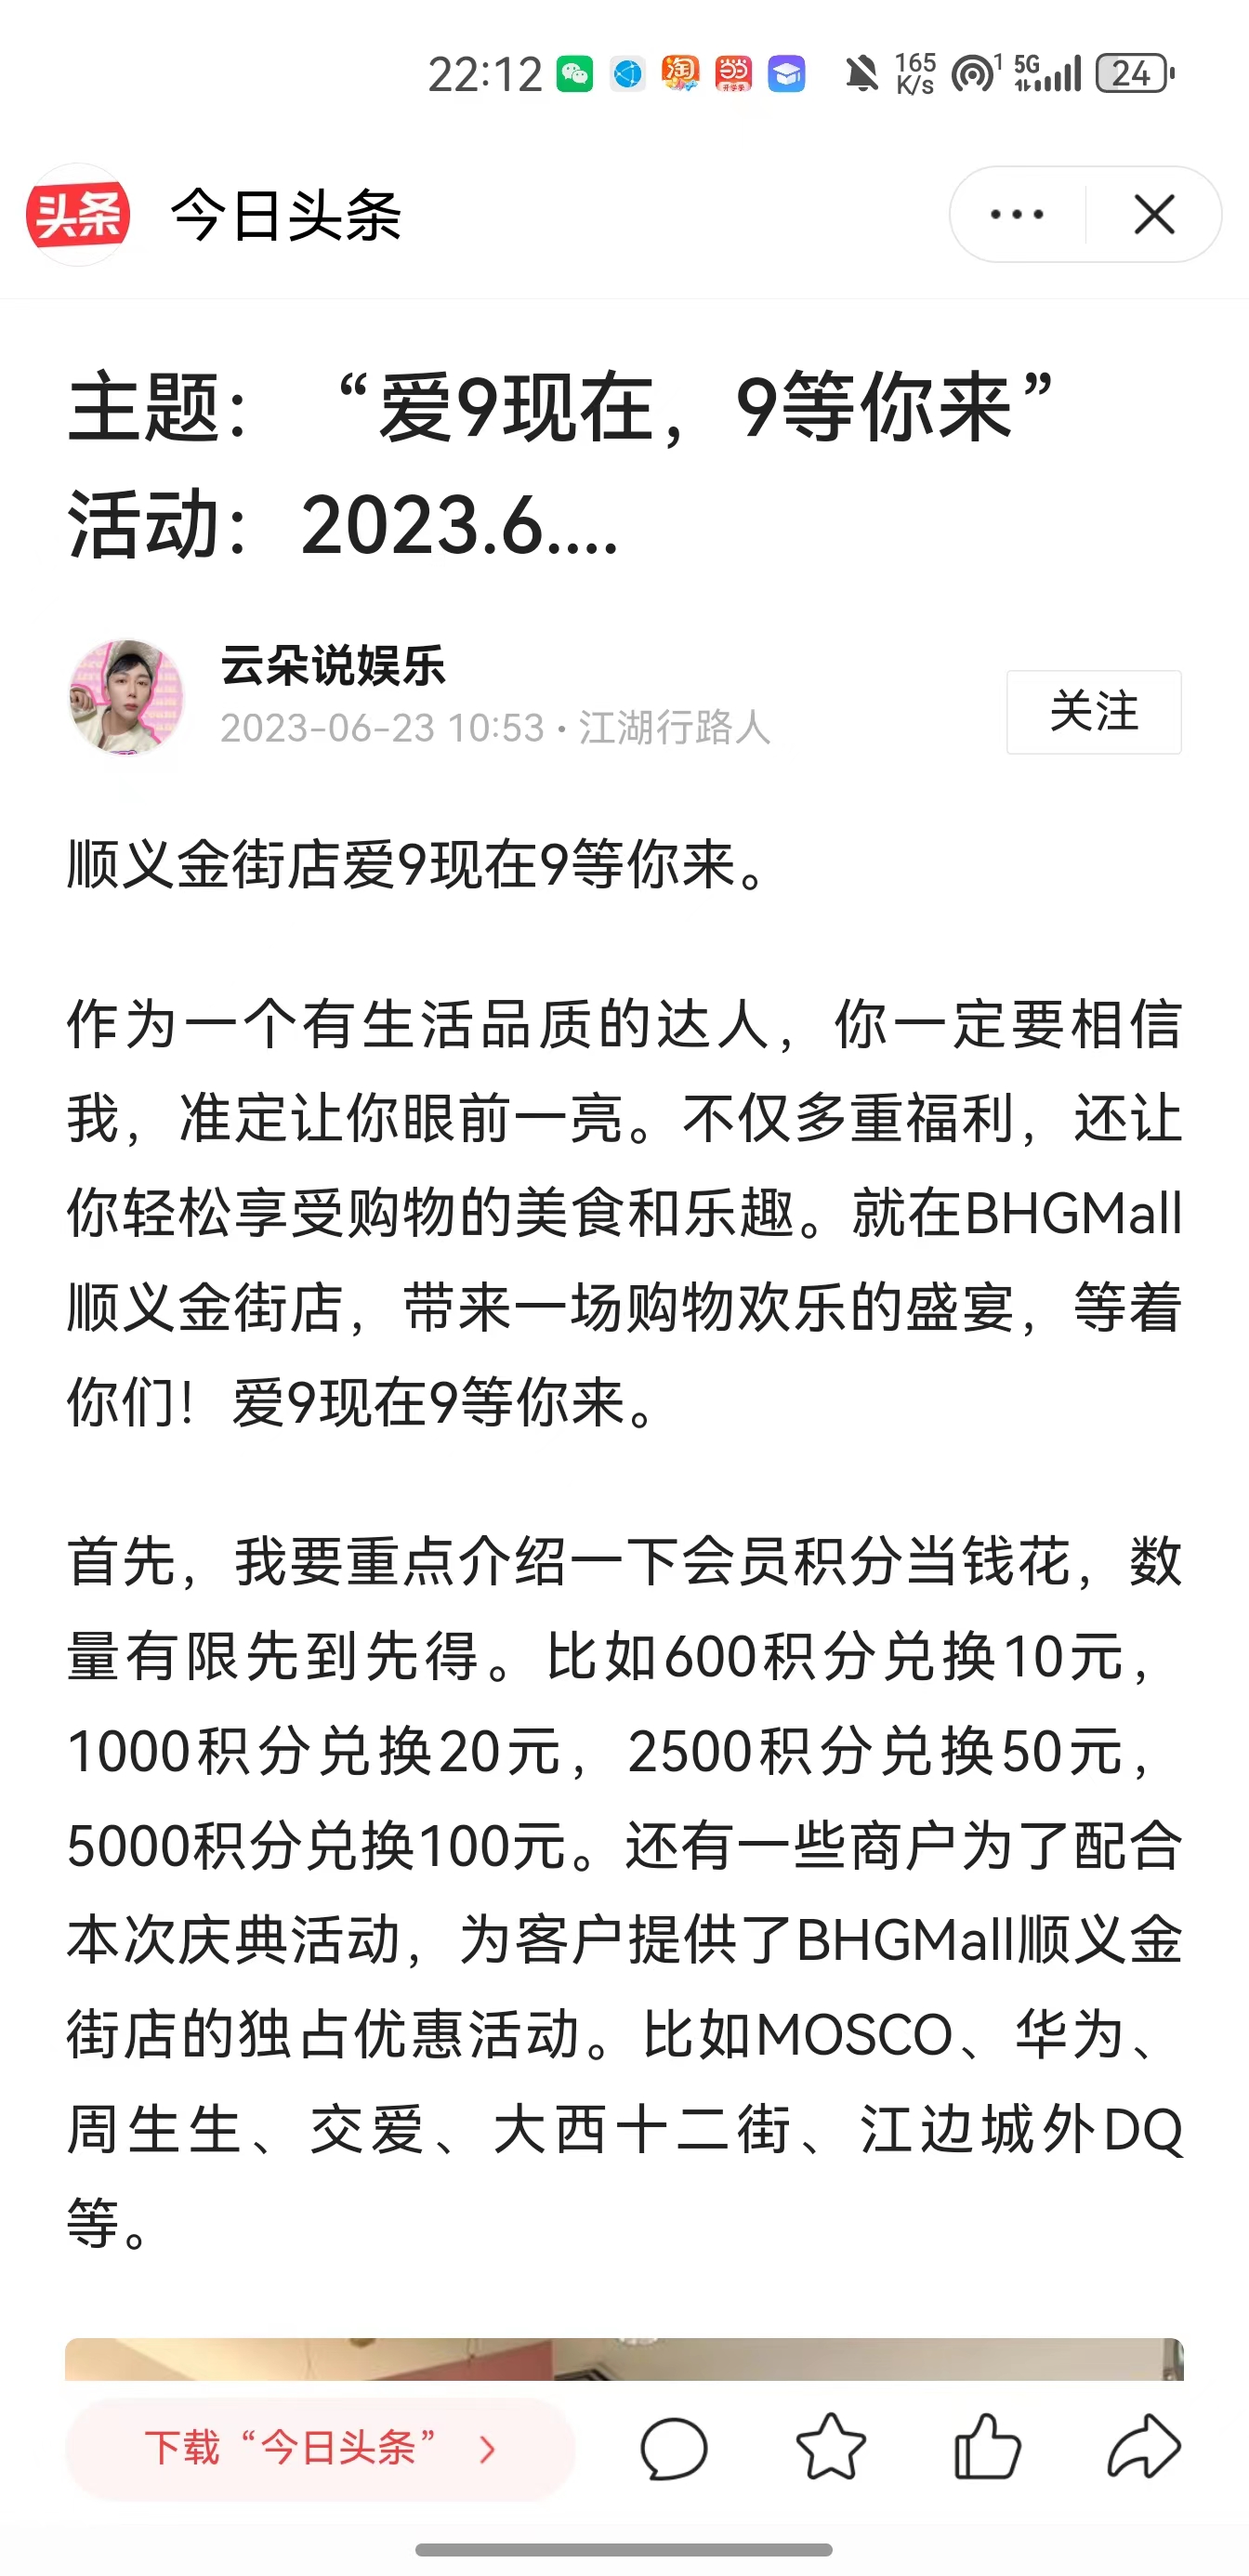 22:12 淘 当 开学季 165 K/s 1 5G 24
头条 今日头条
主题：“爱9现在，9等你来”
活动：2023.6....
云朵说娱乐
2023-06-23 10:53 · 江湖行路人
关注
顺义金街店爱9现在9等你来。
作为一个有生活品质的达人，你一定要相信
我，准定让你眼前一亮。不仅多重福利，还让
你轻松享受购物的美食和乐趣。就在BHGMall
顺义金街店，带来一场购物欢乐的盛宴，等着
你们！爱9现在9等你来。
首先，我要重点介绍一下会员积分当钱花，数
量有限先到先得。比如600积分兑换10元，
1000积分兑换20元，2500积分兑换50元，
5000积分兑换100元。还有一些商户为了配合
本次庆典活动，为客户提供了BHGMall顺义金
街店的独占优惠活动。比如MOSCO、华为、
周生生、交爱、大西十二街、江边城外DQ
等。
下载“今日头条”